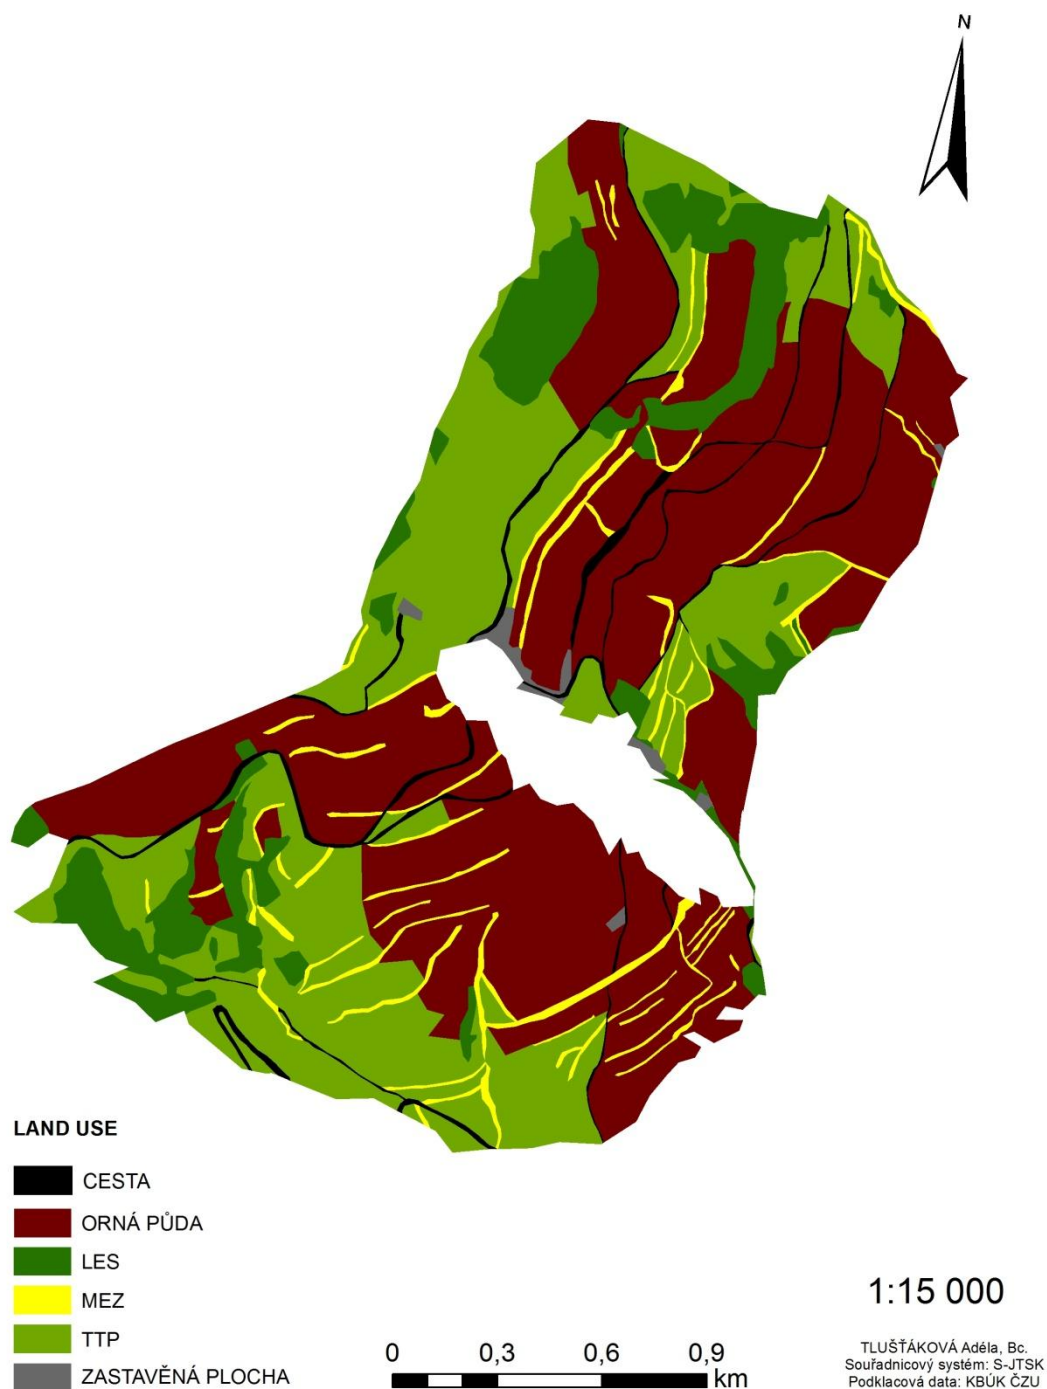 N
LAND USE
CESTA
ORNÁ PŮDA
LES
MEZ
TTP
ZASTAVĚNÁ PLOCHA
0 0,3 0,6 0,9
km
1:15 000
TLUŠŤÁKOVÁ Adéla, Bc.
Souřadnicový systém: S-JTSK
Podklacová data: KBÚK ČZU